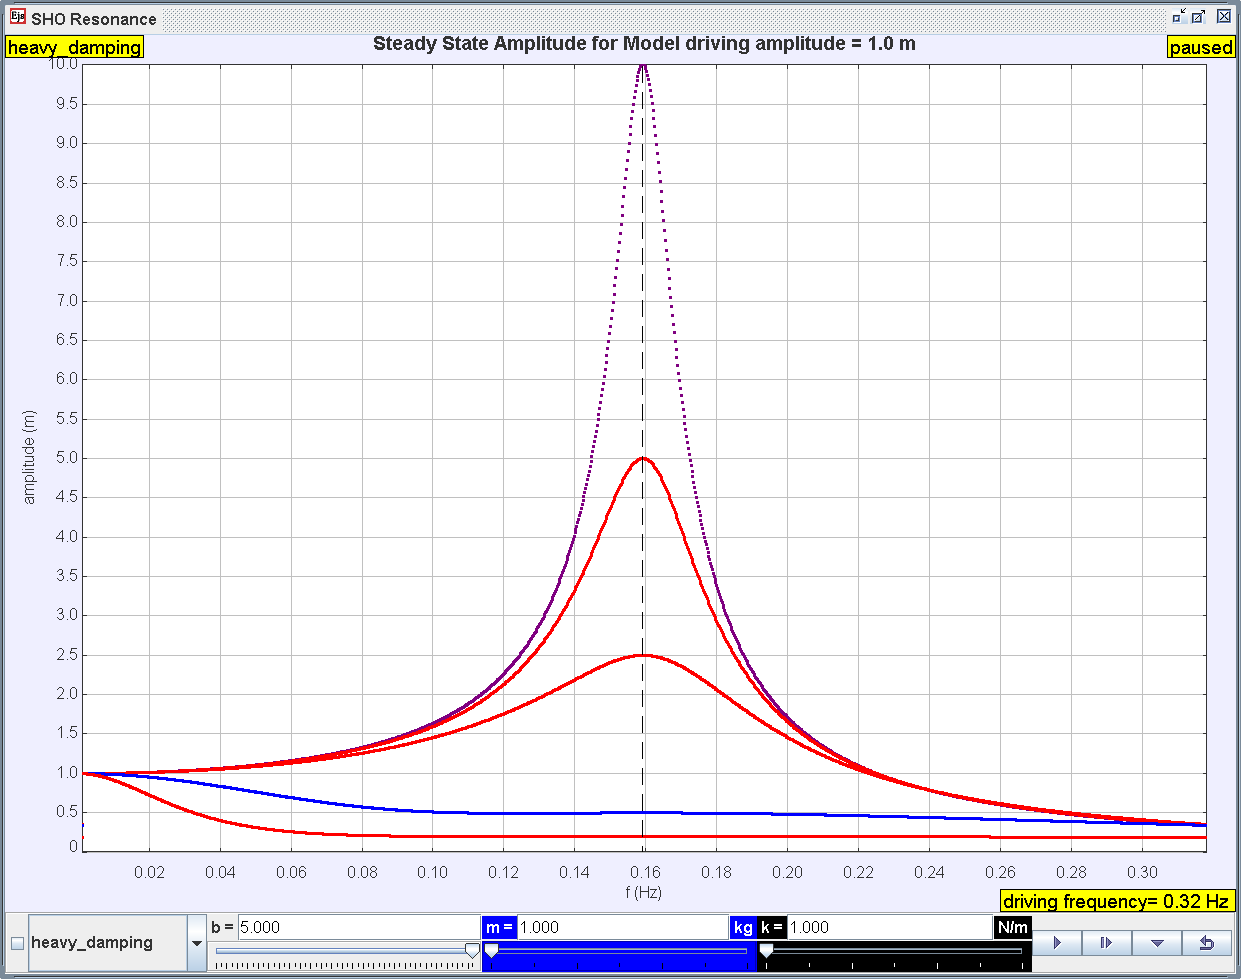 Ejs SHO Resonance
heavy_damping
Steady State Amplitude for Model driving amplitude = 1.0 m
paused
10.0
9.5
9.0
8.5
8.0
7.5
7.0
6.5
6.0
5.5
5.0
4.5
4.0
3.5
3.0
2.5
2.0
1.5
1.0
0.5
0
amplitude (m)
0.02 0.04 0.06 0.08 0.10 0.12 0.14 0.16 0.18 0.20 0.22 0.24 0.26 0.28 0.30
f (Hz)
driving frequency= 0.32 Hz
heavy_damping
b = 5.000
m = 1.000 kg
k = 1.000 N/m